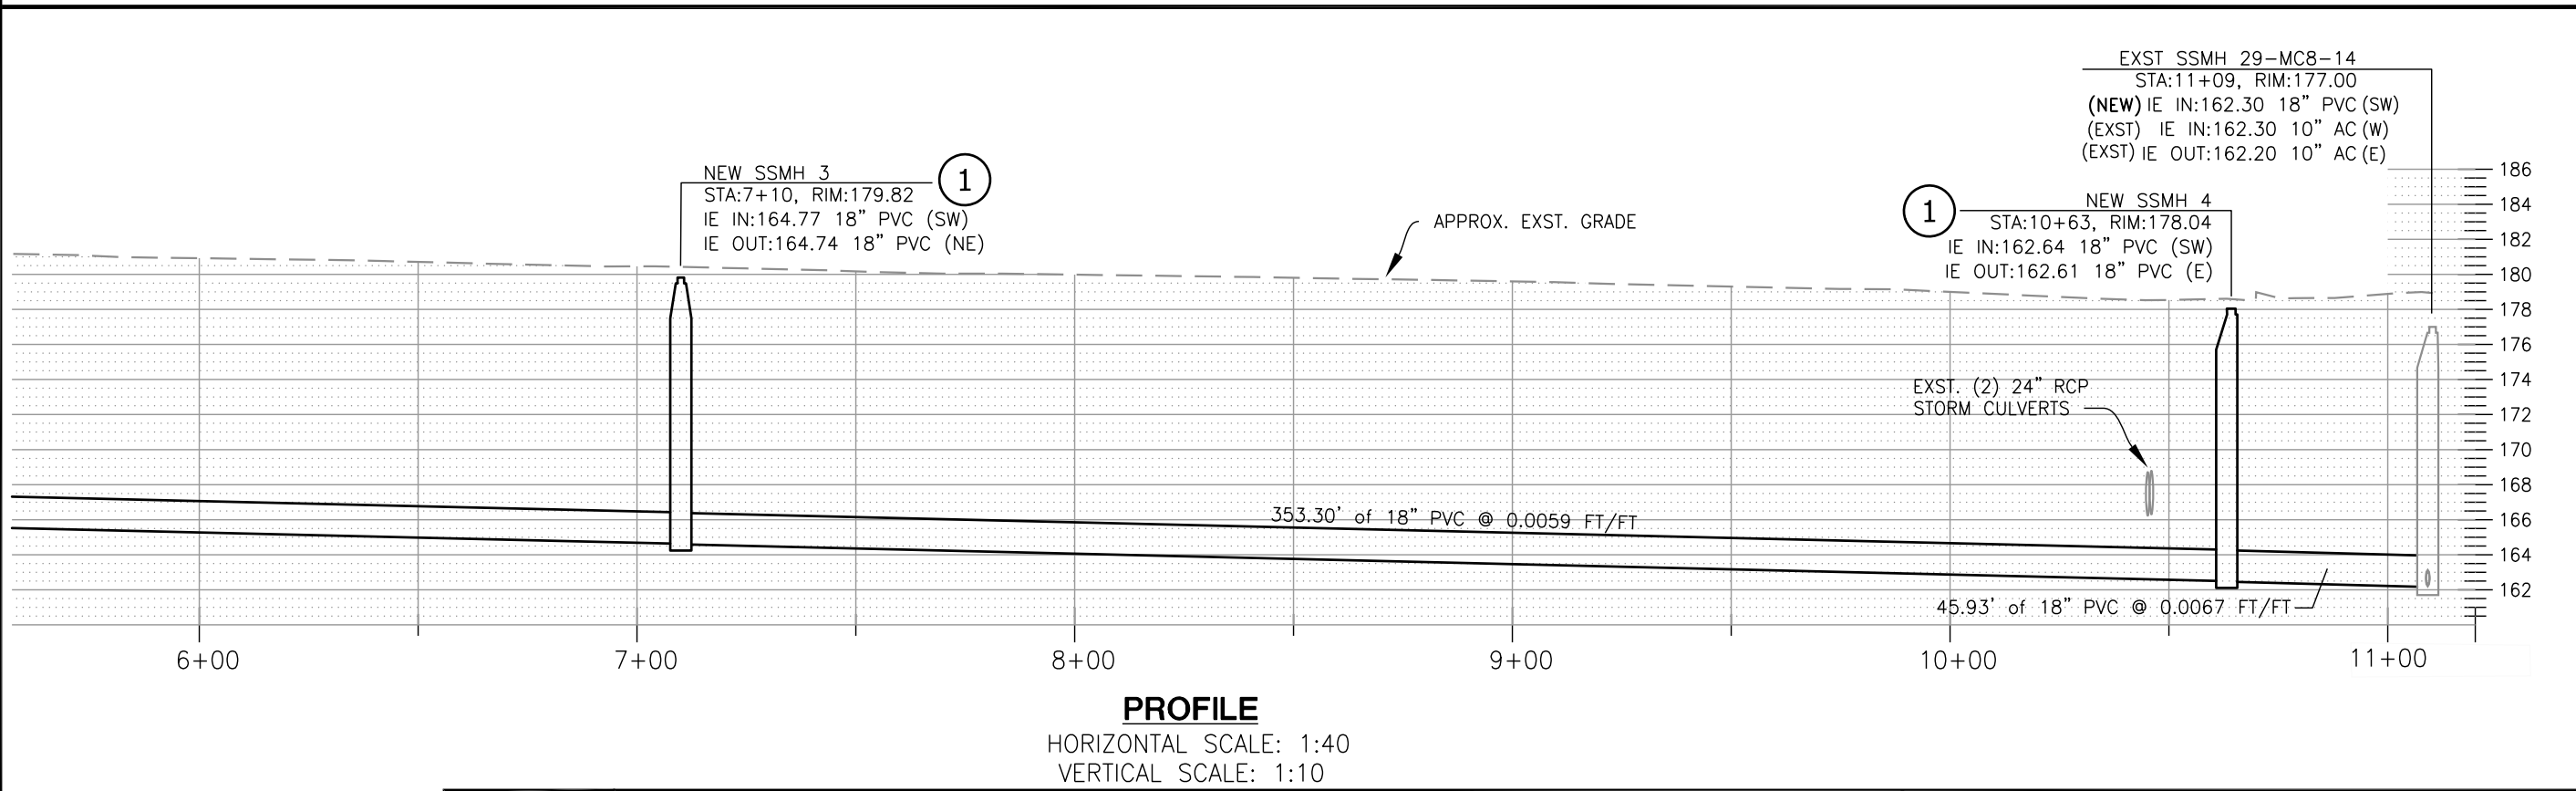 EXST SSMH 29-MC8-14
STA:11+09, RIM:177.00
(NEW) IE IN:162.30 18" PVC (SW)
(EXST) IE IN:162.30 10" AC (W)
(EXST) IE OUT:162.20 10" AC (E)
NEW SSMH 3
STA:7+10, RIM:179.82
IE IN:164.77 18" PVC (SW)
IE OUT:164.74 18" PVC (NE)
1
APPROX. EXST. GRADE
1
NEW SSMH 4
STA:10+63, RIM:178.04
IE IN:162.64 18" PVC (SW)
IE OUT:162.61 18" PVC (E)
186
184
182
180
178
176
174
172
170
168
166
164
162
EXST. (2) 24" RCP
STORM CULVERTS
353.30' of 18" PVC @ 0.0059 FT/FT
45.93' of 18" PVC @ 0.0067 FT/FT
6+00 7+00 8+00 9+00 10+00 11+00
PROFILE
HORIZONTAL SCALE: 1:40
VERTICAL SCALE: 1:10